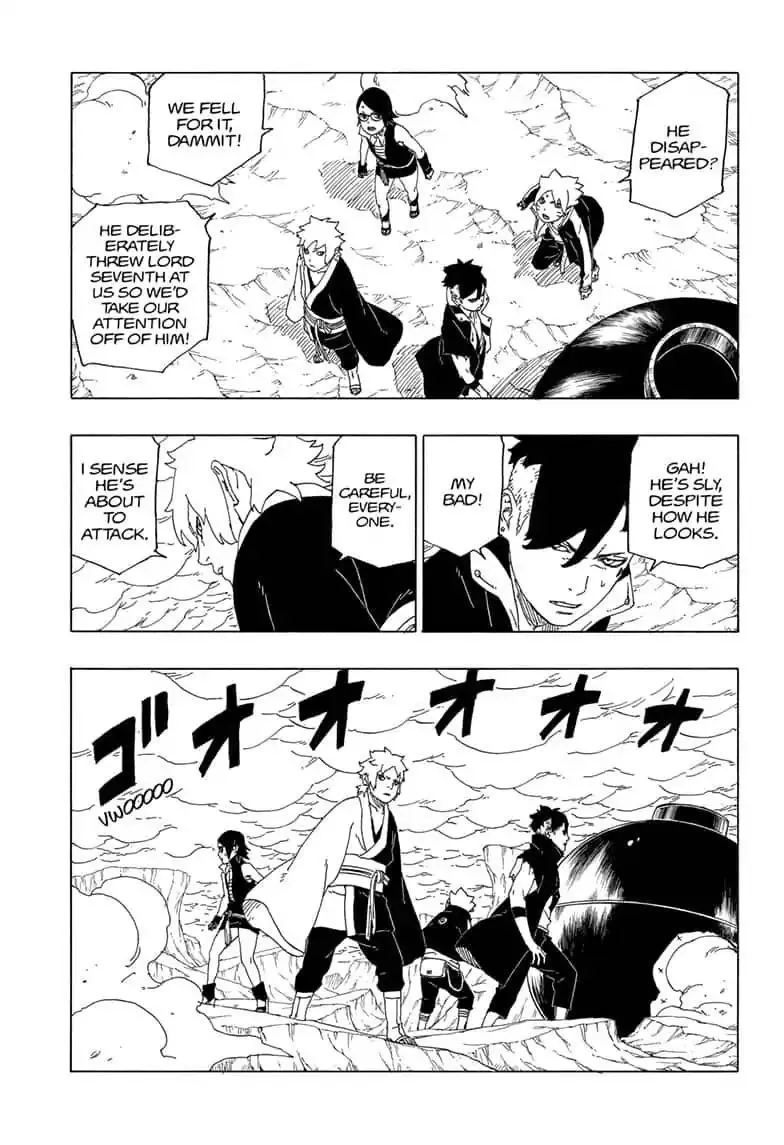 HE
DISAP-
PEARED?
WE FELL
FOR IT,
DAMMIT!
HE DELIB-
ERATELY
THREW LORD
SEVENTH AT
US SO WE'D
TAKE OUR
ATTENTION
OFF OF HIM!
GAH!
HE'S SLY,
DESPITE
HOW HE
LOOKS.
MY
BAD!
BE
CAREFUL,
EVERY-
ONE.
I SENSE
HE'S
ABOUT
TO
ATTACK.
ゴオオオオオ
VWOOOOO